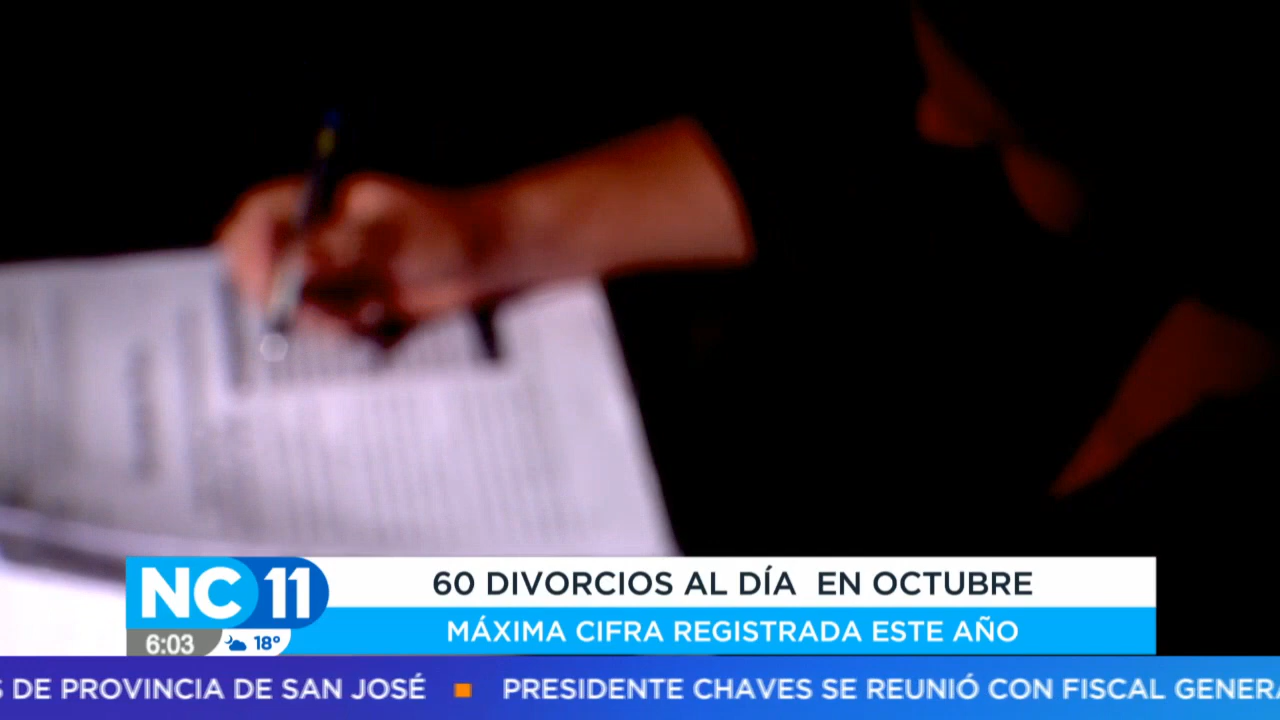 60 DIVORCIOS AL DÍA EN OCTUBRE
NC 11
MÁXIMA CIFRA REGISTRADA ESTE AÑO
6:03 18°
S DE PROVINCIA DE SAN JOSÉ ■ PRESIDENTE CHAVES SE REUNIÓ CON FISCAL GENERA